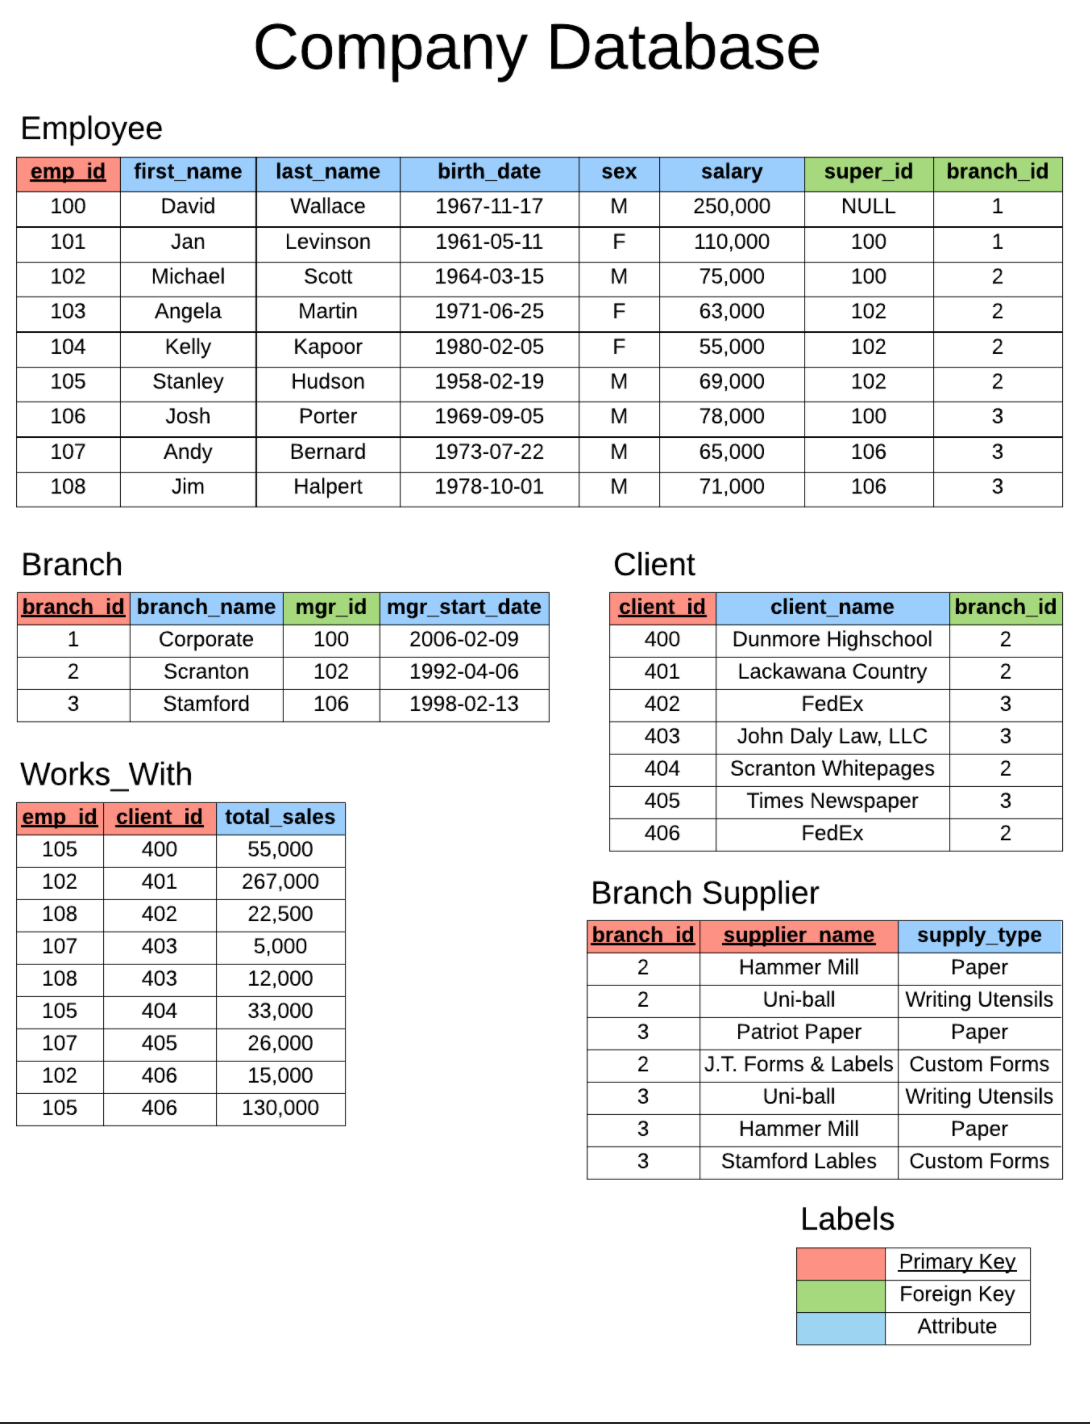 Company Database
Employee
emp_id first_name last_name birth_date sex salary super_id branch_id
100 David Wallace 1967-11-17 M 250,000 NULL 1
101 Jan Levinson 1961-05-11 F 110,000 100 1
102 Michael Scott 1964-03-15 M 75,000 100 2
103 Angela Martin 1971-06-25 F 63,000 102 2
104 Kelly Kapoor 1980-02-05 F 55,000 102 2
105 Stanley Hudson 1958-02-19 M 69,000 102 2
106 Josh Porter 1969-09-05 M 78,000 100 3
107 Andy Bernard 1973-07-22 M 65,000 106 3
108 Jim Halpert 1978-10-01 M 71,000 106 3
Branch
branch_id branch_name mgr_id mgr_start_date
1 Corporate 100 2006-02-09
2 Scranton 102 1992-04-06
3 Stamford 106 1998-02-13
Works_With
emp_id client_id total_sales
105 400 55,000
102 401 267,000
108 402 22,500
107 403 5,000
108 403 12,000
105 404 33,000
107 405 26,000
102 406 15,000
105 406 130,000
Client
client_id client_name branch_id
400 Dunmore Highschool 2
401 Lackawana Country 2
402 FedEx 3
403 John Daly Law, LLC 3
404 Scranton Whitepages 2
405 Times Newspaper 3
406 FedEx 2
Branch Supplier
branch_id supplier_name supply_type
2 Hammer Mill Paper
2 Uni-ball Writing Utensils
3 Patriot Paper Paper
2 J.T. Forms & Labels Custom Forms
3 Uni-ball Writing Utensils
3 Hammer Mill Paper
3 Stamford Lables Custom Forms
Labels
Primary Key
Foreign Key
Attribute